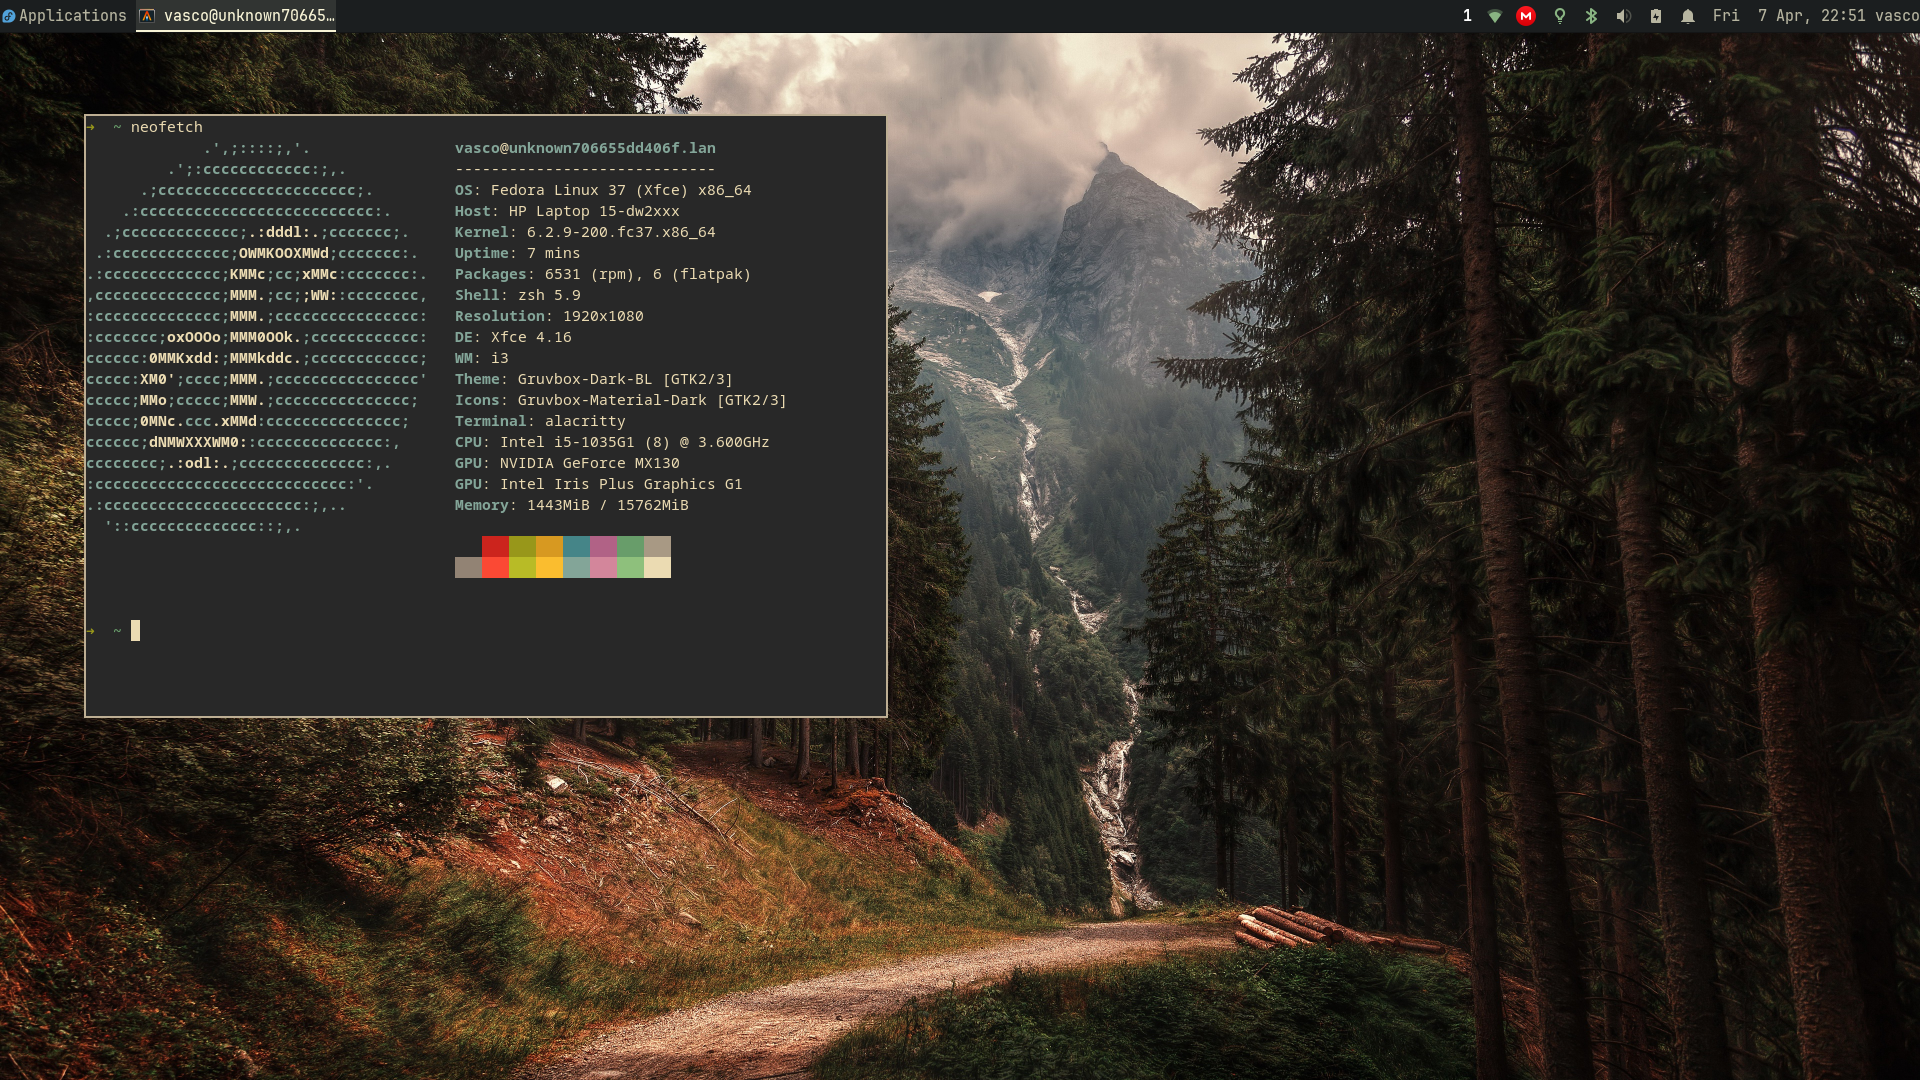 Applications vasco@unknown70665… 1 Fri 7 Apr, 22:51 vasco
→ ~ neofetch
.',;::::;,'. vasco@unknown706655dd406f.lan
.';:cccccccccccc:;,. -----------------------------
.;cccccccccccccccccccccc;. OS: Fedora Linux 37 (Xfce) x86_64
.:cccccccccccccccccccccccccc:. Host: HP Laptop 15-dw2xxx
.;ccccccccccccc;.:dddl:.;ccccccc;. Kernel: 6.2.9-200.fc37.x86_64
.:ccccccccccccc;OWMKOOXMWd;ccccccc:. Uptime: 7 mins
.:ccccccccccccc;KMMc;cc;xMMc:ccccccc:. Packages: 6531 (rpm), 6 (flatpak)
,cccccccccccccc;MMM.;cc;;WW::cccccccc, Shell: zsh 5.9
:cccccccccccccc;MMM.;cccccccccccccccc: Resolution: 1920x1080
:ccccccc;oxOOOo;MMM0OOk.;cccccccccccc: DE: Xfce 4.16
cccccc:0MMKxdd:;MMMkddc.;cccccccccccc; WM: i3
ccccc:XM0';cccc;MMM.;cccccccccccccccc' Theme: Gruvbox-Dark-BL [GTK2/3]
ccccc;MMo;ccccc;MMW.;ccccccccccccccc; Icons: Gruvbox-Material-Dark [GTK2/3]
ccccc;0MNc.ccc.xMMd:ccccccccccccccc; Terminal: alacritty
cccccc;dNMWXXXWM0::cccccccccccccc:, CPU: Intel i5-1035G1 (8) @ 3.600GHz
cccccccc;.:odl:.;cccccccccccccc:,. GPU: NVIDIA GeForce MX130
:cccccccccccccccccccccccccccc:'. GPU: Intel Iris Plus Graphics G1
.:cccccccccccccccccccccc:;,.. Memory: 1443MiB / 15762MiB
'::cccccccccccccc::;,.
→ ~